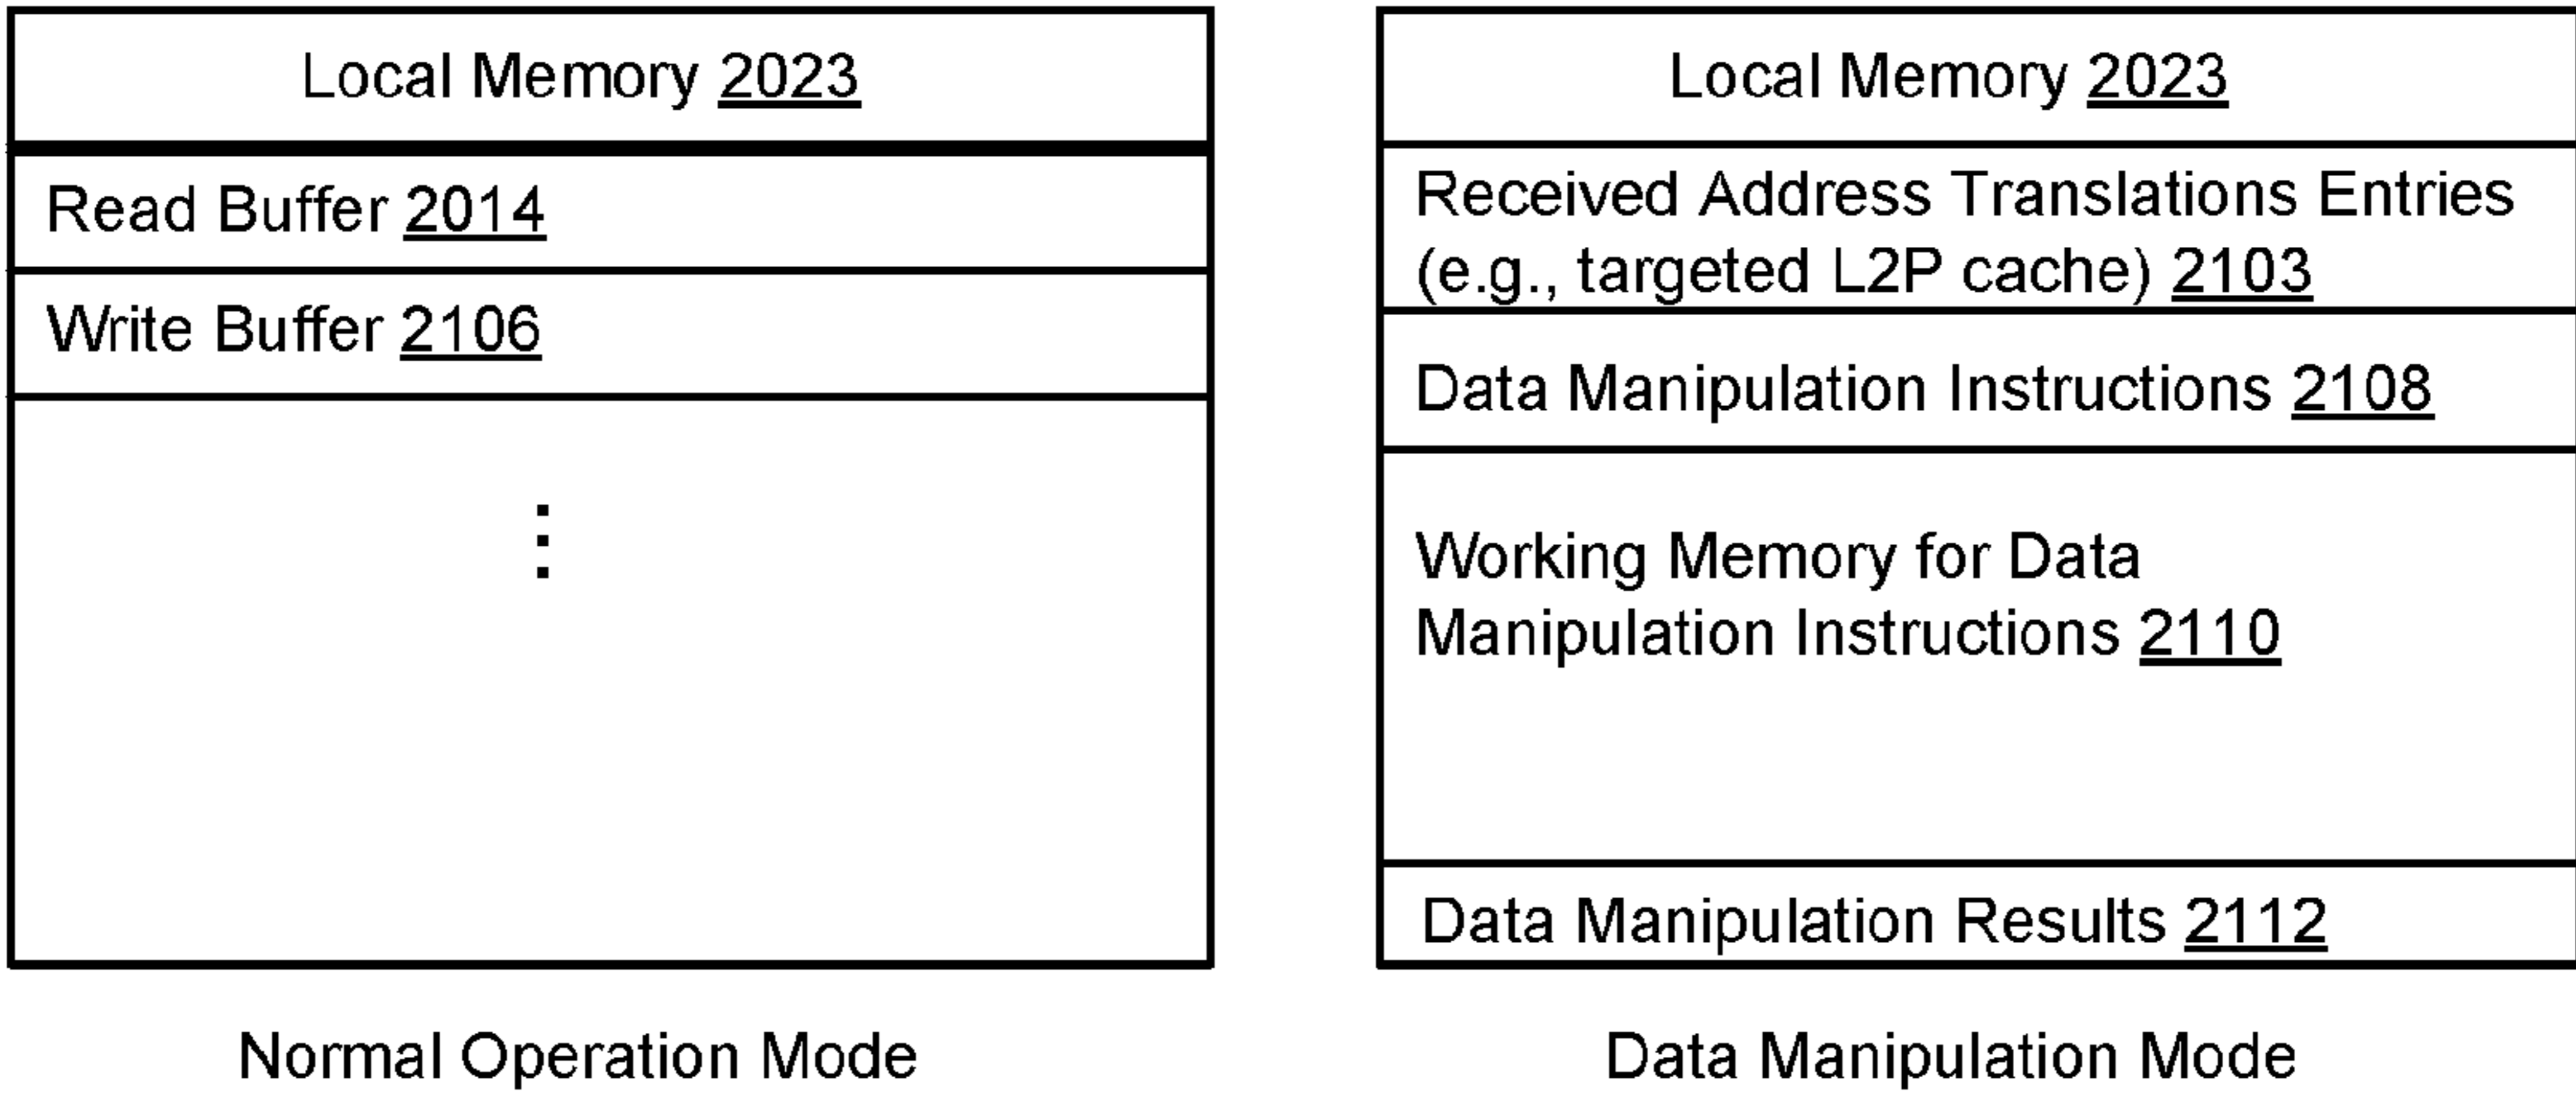 Local Memory 2023
Read Buffer 2014
Write Buffer 2106
⋮
Normal Operation Mode
Local Memory 2023
Received Address Translations Entries
(e.g., targeted L2P cache) 2103
Data Manipulation Instructions 2108
Working Memory for Data
Manipulation Instructions 2110
Data Manipulation Results 2112
Data Manipulation Mode